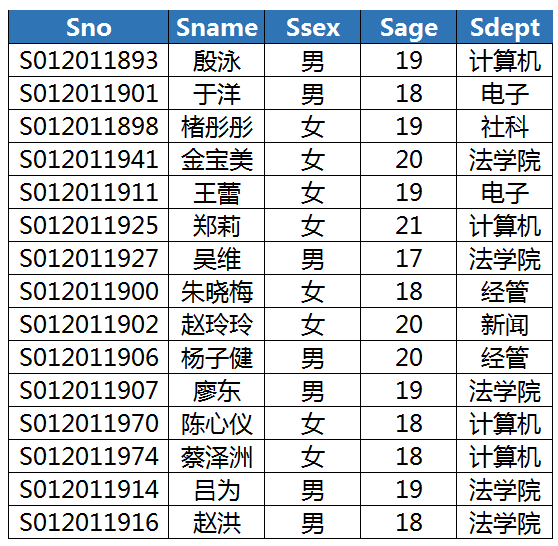 Sno Sname Ssex Sage Sdept
S012011893 殷泳 男 19 计算机
S012011901 于洋 男 18 电子
S012011898 楮彤彤 女 19 社科
S012011941 金宝美 女 20 法学院
S012011911 王蕾 女 19 电子
S012011925 郑莉 女 21 计算机
S012011927 吴维 男 17 法学院
S012011900 朱晓梅 女 18 经管
S012011902 赵玲玲 女 20 新闻
S012011906 杨子健 男 20 经管
S012011907 廖东 男 19 法学院
S012011970 陈心仪 女 18 计算机
S012011974 蔡泽洲 女 18 计算机
S012011914 吕为 男 19 法学院
S012011916 赵洪 男 18 法学院